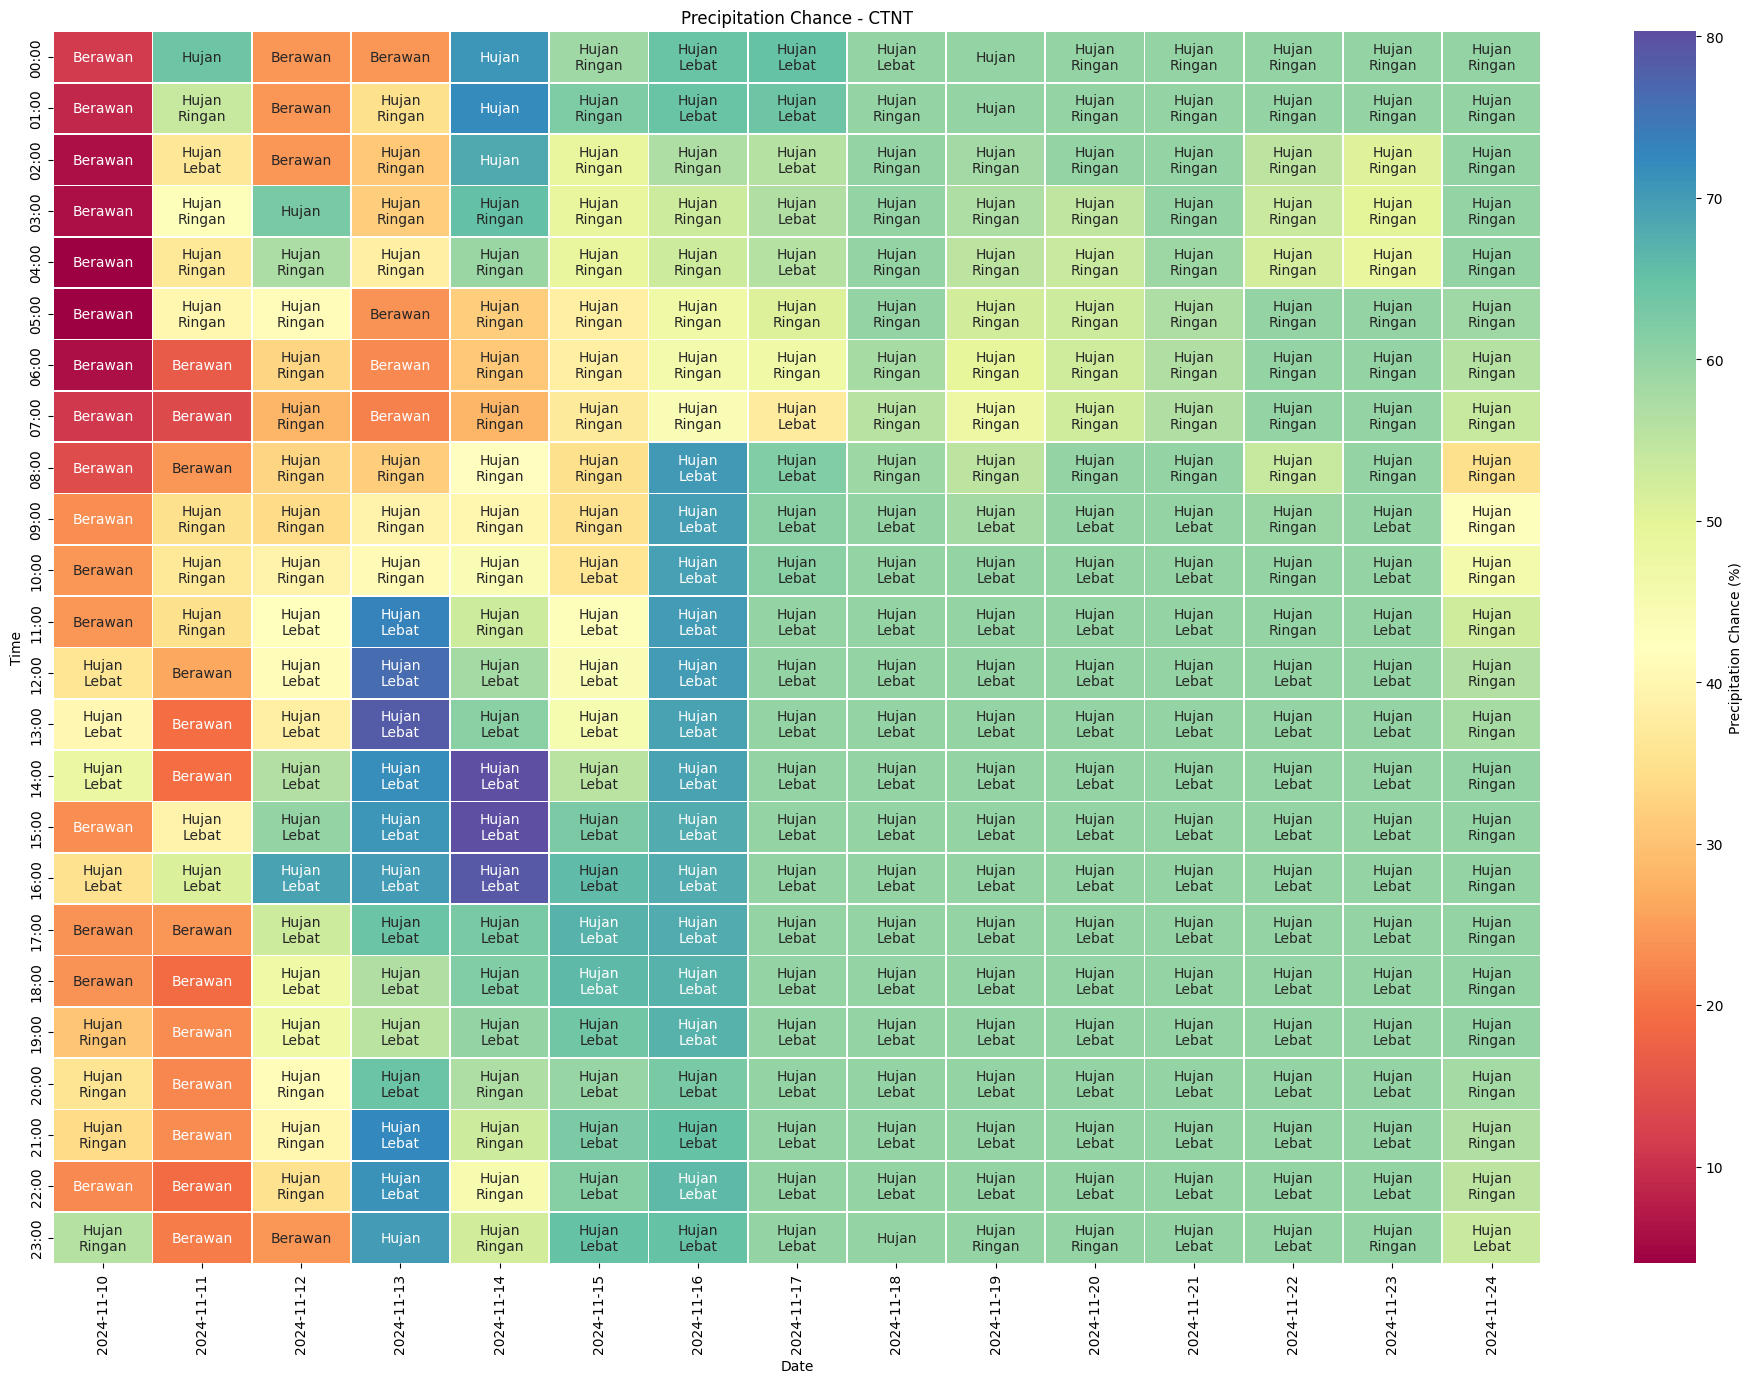 Precipitation Chance - CTNT
00:00 Berawan Hujan Berawan Berawan Hujan Hujan Ringan Hujan Lebat Hujan Lebat Hujan Lebat Hujan Hujan Ringan Hujan Ringan Hujan Ringan Hujan Ringan Hujan Ringan
01:00 Berawan Hujan Ringan Berawan Hujan Ringan Hujan Hujan Ringan Hujan Lebat Hujan Lebat Hujan Ringan Hujan Hujan Ringan Hujan Ringan Hujan Ringan Hujan Ringan Hujan Ringan
02:00 Berawan Hujan Lebat Berawan Hujan Ringan Hujan Hujan Ringan Hujan Ringan Hujan Lebat Hujan Ringan Hujan Ringan Hujan Ringan Hujan Ringan Hujan Ringan Hujan Ringan Hujan Ringan
03:00 Berawan Hujan Ringan Hujan Hujan Ringan Hujan Ringan Hujan Ringan Hujan Ringan Hujan Lebat Hujan Ringan Hujan Ringan Hujan Ringan Hujan Ringan Hujan Ringan Hujan Ringan Hujan Ringan
04:00 Berawan Hujan Ringan Hujan Ringan Hujan Ringan Hujan Ringan Hujan Ringan Hujan Ringan Hujan Lebat Hujan Ringan Hujan Ringan Hujan Ringan Hujan Ringan Hujan Ringan Hujan Ringan Hujan Ringan
05:00 Berawan Hujan Ringan Hujan Ringan Berawan Hujan Ringan Hujan Ringan Hujan Ringan Hujan Ringan Hujan Ringan Hujan Ringan Hujan Ringan Hujan Ringan Hujan Ringan Hujan Ringan Hujan Ringan
06:00 Berawan Berawan Hujan Ringan Berawan Hujan Ringan Hujan Ringan Hujan Ringan Hujan Ringan Hujan Ringan Hujan Ringan Hujan Ringan Hujan Ringan Hujan Ringan Hujan Ringan Hujan Ringan
07:00 Berawan Berawan Hujan Ringan Berawan Hujan Ringan Hujan Ringan Hujan Ringan Hujan Lebat Hujan Ringan Hujan Ringan Hujan Ringan Hujan Ringan Hujan Ringan Hujan Ringan Hujan Ringan
08:00 Berawan Berawan Hujan Ringan Hujan Ringan Hujan Ringan Hujan Ringan Hujan Lebat Hujan Lebat Hujan Ringan Hujan Ringan Hujan Ringan Hujan Ringan Hujan Ringan Hujan Ringan Hujan Ringan
09:00 Berawan Hujan Ringan Hujan Ringan Hujan Ringan Hujan Ringan Hujan Ringan Hujan Lebat Hujan Lebat Hujan Lebat Hujan Lebat Hujan Lebat Hujan Lebat Hujan Ringan Hujan Lebat Hujan Ringan
10:00 Berawan Hujan Ringan Hujan Ringan Hujan Ringan Hujan Ringan Hujan Lebat Hujan Lebat Hujan Lebat Hujan Lebat Hujan Lebat Hujan Lebat Hujan Lebat Hujan Ringan Hujan Lebat Hujan Ringan
11:00 Berawan Hujan Ringan Hujan Lebat Hujan Lebat Hujan Ringan Hujan Lebat Hujan Lebat Hujan Lebat Hujan Lebat Hujan Lebat Hujan Lebat Hujan Lebat Hujan Ringan Hujan Lebat Hujan Ringan
12:00 Hujan Lebat Berawan Hujan Lebat Hujan Lebat Hujan Lebat Hujan Lebat Hujan Lebat Hujan Lebat Hujan Lebat Hujan Lebat Hujan Lebat Hujan Lebat Hujan Lebat Hujan Lebat Hujan Ringan
13:00 Hujan Lebat Berawan Hujan Lebat Hujan Lebat Hujan Lebat Hujan Lebat Hujan Lebat Hujan Lebat Hujan Lebat Hujan Lebat Hujan Lebat Hujan Lebat Hujan Lebat Hujan Lebat Hujan Ringan
14:00 Hujan Lebat Berawan Hujan Lebat Hujan Lebat Hujan Lebat Hujan Lebat Hujan Lebat Hujan Lebat Hujan Lebat Hujan Lebat Hujan Lebat Hujan Lebat Hujan Lebat Hujan Lebat Hujan Ringan
15:00 Berawan Hujan Lebat Hujan Lebat Hujan Lebat Hujan Lebat Hujan Lebat Hujan Lebat Hujan Lebat Hujan Lebat Hujan Lebat Hujan Lebat Hujan Lebat Hujan Lebat Hujan Lebat Hujan Ringan
16:00 Hujan Lebat Hujan Lebat Hujan Lebat Hujan Lebat Hujan Lebat Hujan Lebat Hujan Lebat Hujan Lebat Hujan Lebat Hujan Lebat Hujan Lebat Hujan Lebat Hujan Lebat Hujan Lebat Hujan Ringan
17:00 Berawan Berawan Hujan Lebat Hujan Lebat Hujan Lebat Hujan Lebat Hujan Lebat Hujan Lebat Hujan Lebat Hujan Lebat Hujan Lebat Hujan Lebat Hujan Lebat Hujan Lebat Hujan Ringan
18:00 Berawan Berawan Hujan Lebat Hujan Lebat Hujan Lebat Hujan Lebat Hujan Lebat Hujan Lebat Hujan Lebat Hujan Lebat Hujan Lebat Hujan Lebat Hujan Lebat Hujan Lebat Hujan Ringan
19:00 Hujan Ringan Berawan Hujan Lebat Hujan Lebat Hujan Lebat Hujan Lebat Hujan Lebat Hujan Lebat Hujan Lebat Hujan Lebat Hujan Lebat Hujan Lebat Hujan Lebat Hujan Lebat Hujan Ringan
20:00 Hujan Ringan Berawan Hujan Ringan Hujan Lebat Hujan Ringan Hujan Lebat Hujan Lebat Hujan Lebat Hujan Lebat Hujan Lebat Hujan Lebat Hujan Lebat Hujan Lebat Hujan Lebat Hujan Ringan
21:00 Hujan Ringan Berawan Hujan Ringan Hujan Lebat Hujan Ringan Hujan Lebat Hujan Lebat Hujan Lebat Hujan Lebat Hujan Lebat Hujan Lebat Hujan Lebat Hujan Lebat Hujan Lebat Hujan Ringan
22:00 Berawan Berawan Hujan Ringan Hujan Lebat Hujan Ringan Hujan Lebat Hujan Lebat Hujan Lebat Hujan Lebat Hujan Lebat Hujan Lebat Hujan Lebat Hujan Lebat Hujan Lebat Hujan Ringan
23:00 Hujan Ringan Berawan Berawan Hujan Hujan Ringan Hujan Lebat Hujan Lebat Hujan Lebat Hujan Hujan Ringan Hujan Ringan Hujan Lebat Hujan Lebat Hujan Ringan Hujan Lebat
Time
2024-11-10 2024-11-11 2024-11-12 2024-11-13 2024-11-14 2024-11-15 2024-11-16 2024-11-17 2024-11-18 2024-11-19 2024-11-20 2024-11-21 2024-11-22 2024-11-23 2024-11-24
Date
80
70
60
50
40
30
20
10
Precipitation Chance (%)